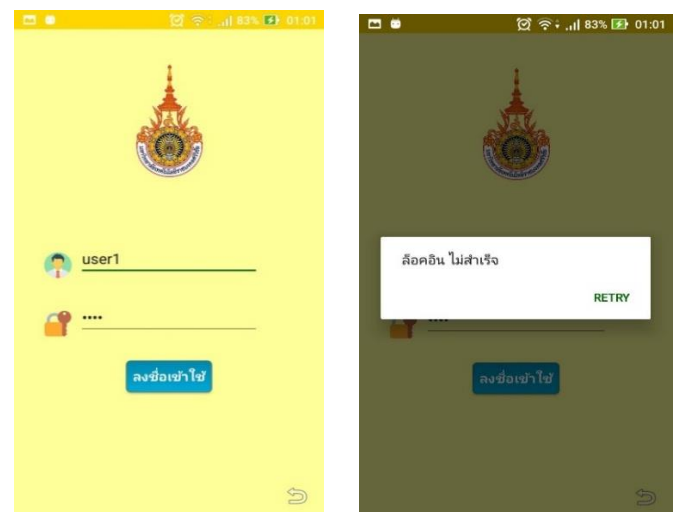 83% 01:01
user1
••••
ลงชื่อเข้าใช้
83% 01:01
ล็อคอิน ไม่สำเร็จ
RETRY
ลงชื่อเข้าใช้